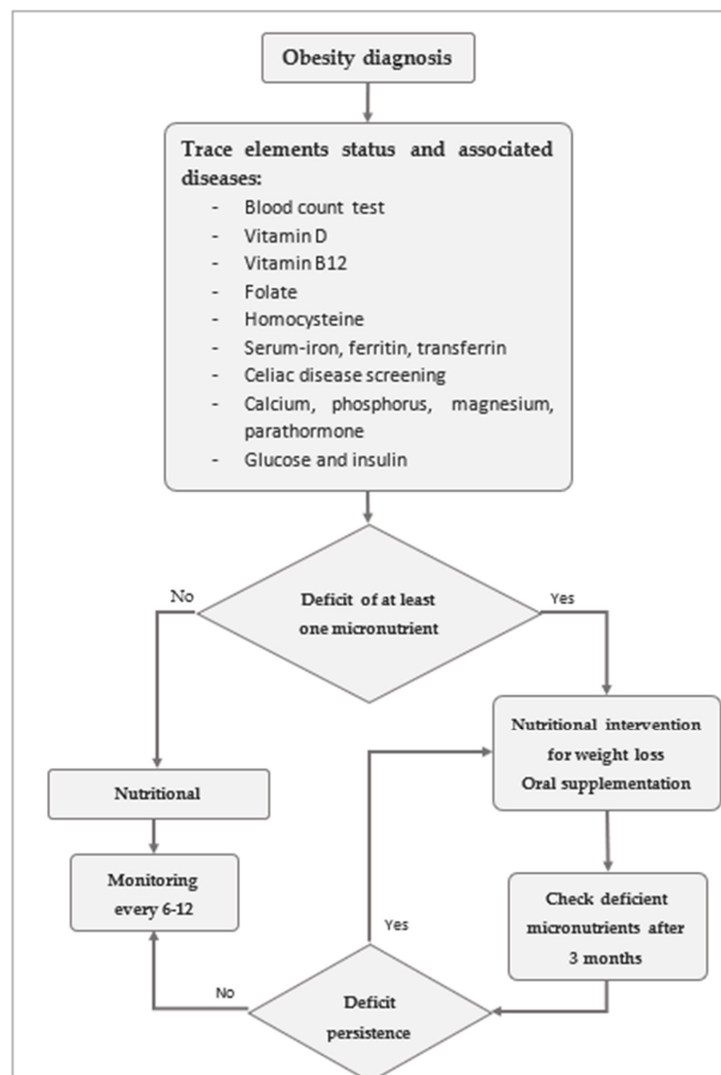 Obesity diagnosis
Trace elements status and associated
diseases:
- Blood count test
- Vitamin D
- Vitamin B12
- Folate
- Homocysteine
- Serum-iron, ferritin, transferrin
- Celiac disease screening
- Calcium, phosphorus, magnesium,
parathormone
- Glucose and insulin
Deficit of at least
one micronutrient
No
Yes
Nutritional
Monitoring
every 6-12
Nutritional intervention
for weight loss
Oral supplementation
Check deficient
micronutrients after
3 months
Yes
No
Deficit
persistence